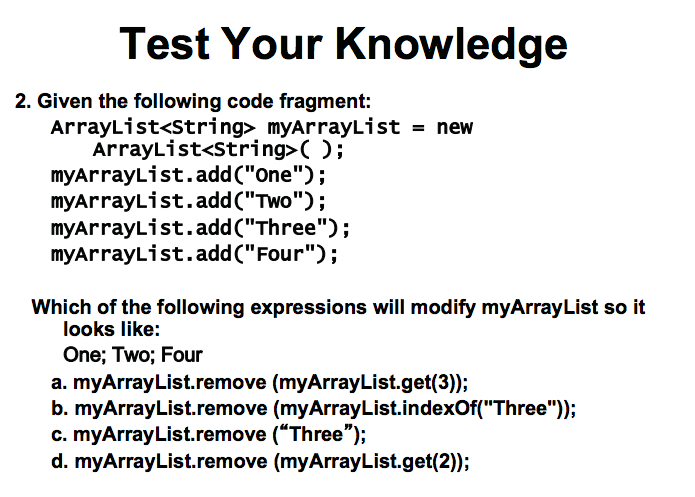 Test Your Knowledge
2. Given the following code fragment:
ArrayList<String> myArrayList = new
ArrayList<String>( );
myArrayList.add("One");
myArrayList.add("Two");
myArrayList.add("Three");
myArrayList.add("Four");
Which of the following expressions will modify myArrayList so it
looks like:
One; Two; Four
a. myArrayList.remove (myArrayList.get(3));
b. myArrayList.remove (myArrayList.indexOf("Three"));
c. myArrayList.remove (“Three”);
d. myArrayList.remove (myArrayList.get(2));